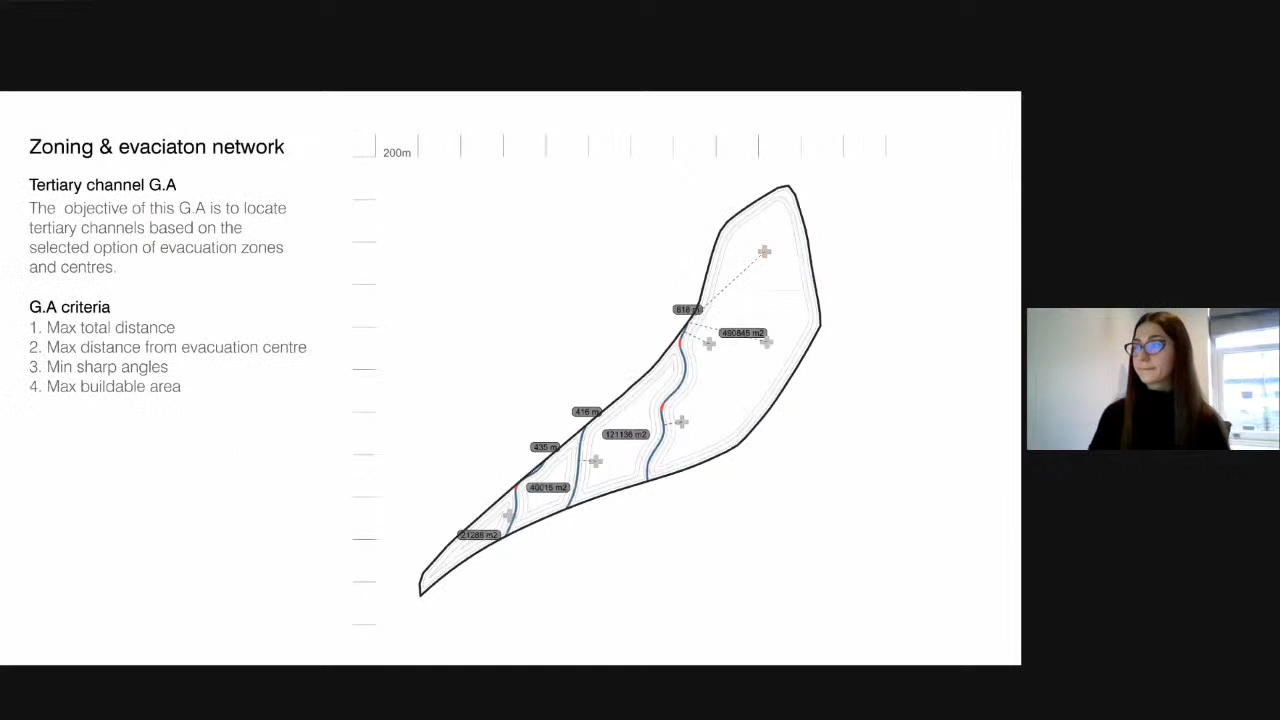 Zoning & evaciaton network
Tertiary channel G.A
The objective of this G.A is to locate
tertiary channels based on the
selected option of evacuation zones
and centres.
G.A criteria
1. Max total distance
2. Max distance from evacuation centre
3. Min sharp angles
4. Max buildable area
200m
490845 m2
416 m
121136 m2
435 m
40015 m2
21288 m2